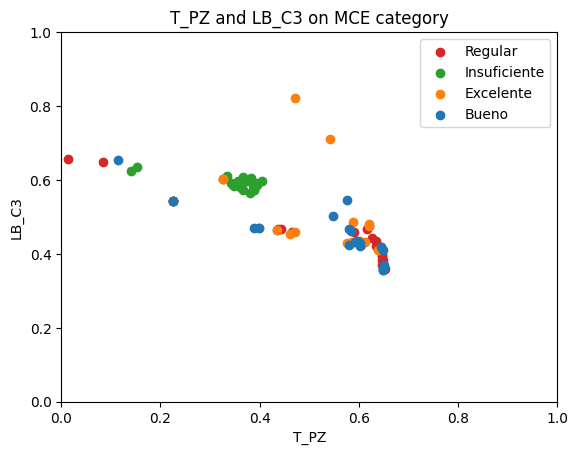 T_PZ and LB_C3 on MCE category
1.0
0.8
0.6
0.4
0.2
0.0
LB_C3
Regular
Insuficiente
Excelente
Bueno
0.0 0.2 0.4 0.6 0.8 1.0
T_PZ